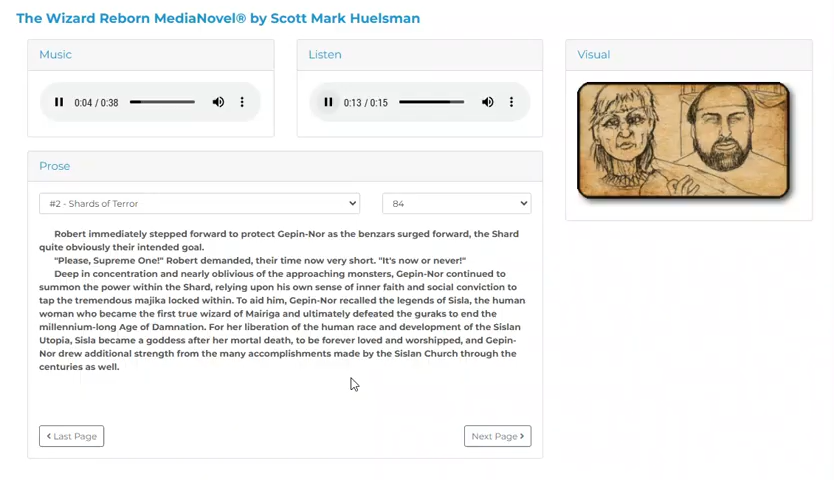 The Wizard Reborn MediaNovel® by Scott Mark Huelsman
Music
Listen
Visual
0:04 / 0:38
0:13 / 0:15
Prose
#2 - Shards of Terror
84
Robert immediately stepped forward to protect Gepin-Nor as the benzars surged forward, the Shard
quite obviously their intended goal.
"Please, Supreme One!" Robert demanded, their time now very short. "It's now or never!"
Deep in concentration and nearly oblivious of the approaching monsters, Gepin-Nor continued to
summon the power within the Shard, relying upon his own sense of inner faith and social conviction to
tap the tremendous majika locked within. To aid him, Gepin-Nor recalled the legends of Sisla, the human
woman who became the first true wizard of Mairiga and ultimately defeated the guraks to end the
millennium-long Age of Damnation. For her liberation of the human race and development of the Sislan
Utopia, Sisla became a goddess after her mortal death, to be forever loved and worshipped, and Gepin-
Nor drew additional strength from the many accomplishments made by the Sislan Church through the
centuries as well.
Last Page
Next Page